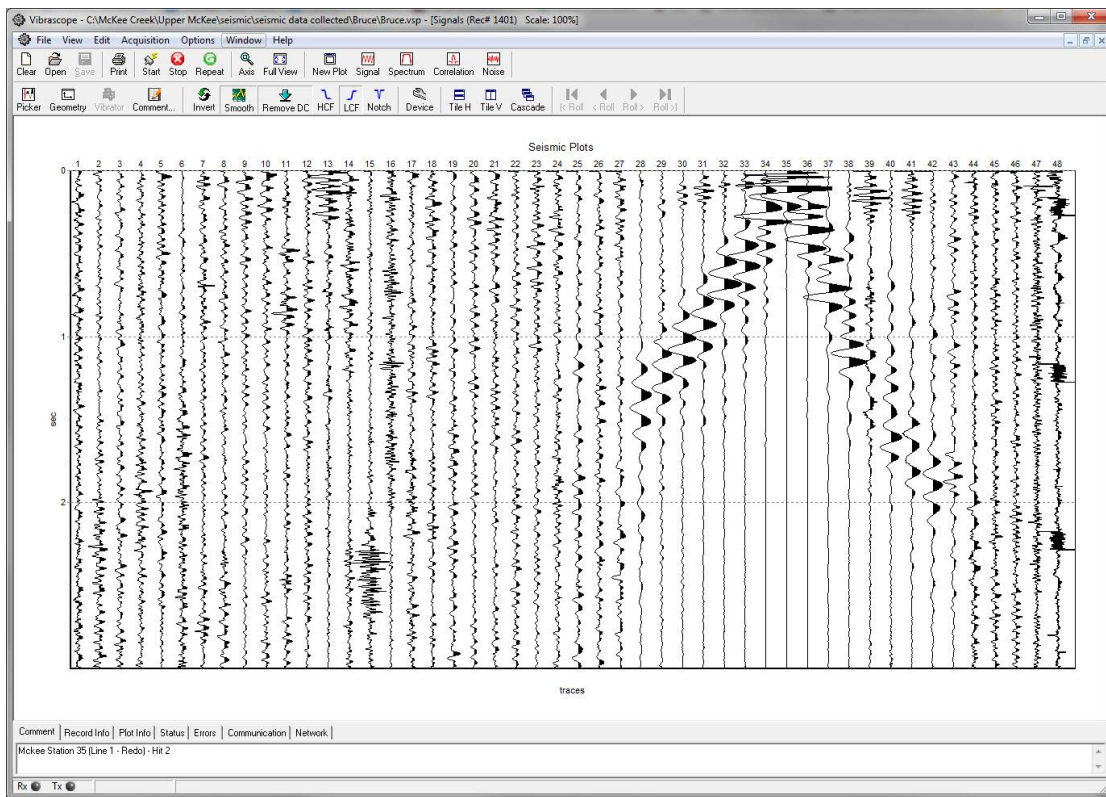 Vibrascope - C:\McKee Creek\Upper McKee\seismic\seismic data collected\Bruce\Bruce.vsp - [Signals (Rec# 1401) Scale: 100%]
File View Edit Acquisition Options Window Help
Clear Open Save Print Start Stop Repeat Axis Full View New Plot Signal Spectrum Correlation Noise
Picker Geometry Vibrator Comment... Invert Smooth Remove DC HCF LCF Notch Device Tile H Tile V Cascade |< Roll < Roll Roll > Roll >|
Seismic Plots
1 2 3 4 5 6 7 8 9 10 11 12 13 14 15 16 17 18 19 20 21 22 23 24 25 26 27 28 29 30 31 32 33 34 35 36 37 38 39 40 41 42 43 44 45 46 47 48
0
1
sec
2
traces
Comment Record Info Plot Info Status Errors Communication Network
Mckee Station 35 (Line 1 - Redo) - Hit 2
Rx Tx